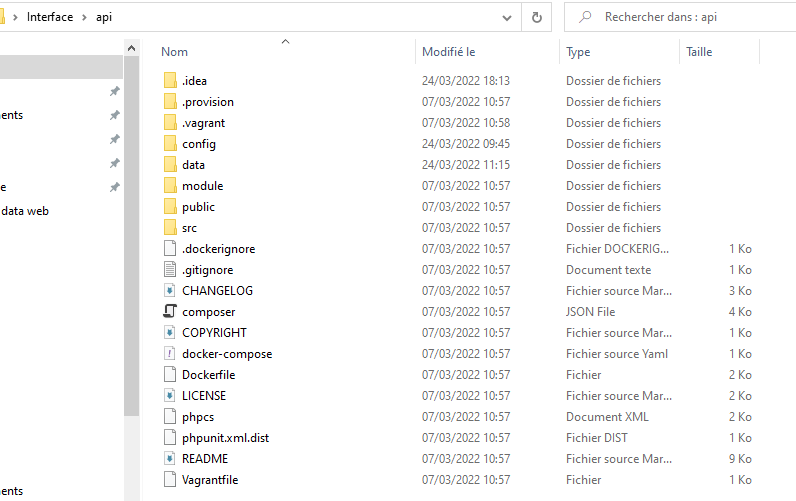 Interface > api
Rechercher dans : api
Nom Modifié le Type Taille
.idea 24/03/2022 18:13 Dossier de fichiers
.provision 07/03/2022 10:57 Dossier de fichiers
.vagrant 07/03/2022 10:58 Dossier de fichiers
config 24/03/2022 09:45 Dossier de fichiers
data 24/03/2022 11:15 Dossier de fichiers
module 07/03/2022 10:57 Dossier de fichiers
public 07/03/2022 10:57 Dossier de fichiers
src 07/03/2022 10:57 Dossier de fichiers
.dockerignore 07/03/2022 10:57 Fichier DOCKERIG... 1 Ko
.gitignore 07/03/2022 10:57 Document texte 1 Ko
CHANGELOG 07/03/2022 10:57 Fichier source Mar... 3 Ko
composer 07/03/2022 10:57 JSON File 4 Ko
COPYRIGHT 07/03/2022 10:57 Fichier source Mar... 1 Ko
docker-compose 07/03/2022 10:57 Fichier source Yaml 1 Ko
Dockerfile 07/03/2022 10:57 Fichier 2 Ko
LICENSE 07/03/2022 10:57 Fichier source Mar... 2 Ko
phpcs 07/03/2022 10:57 Document XML 2 Ko
phpunit.xml.dist 07/03/2022 10:57 Fichier DIST 1 Ko
README 07/03/2022 10:57 Fichier source Mar... 9 Ko
Vagrantfile 07/03/2022 10:57 Fichier 1 Ko
ents
e
data web
ents